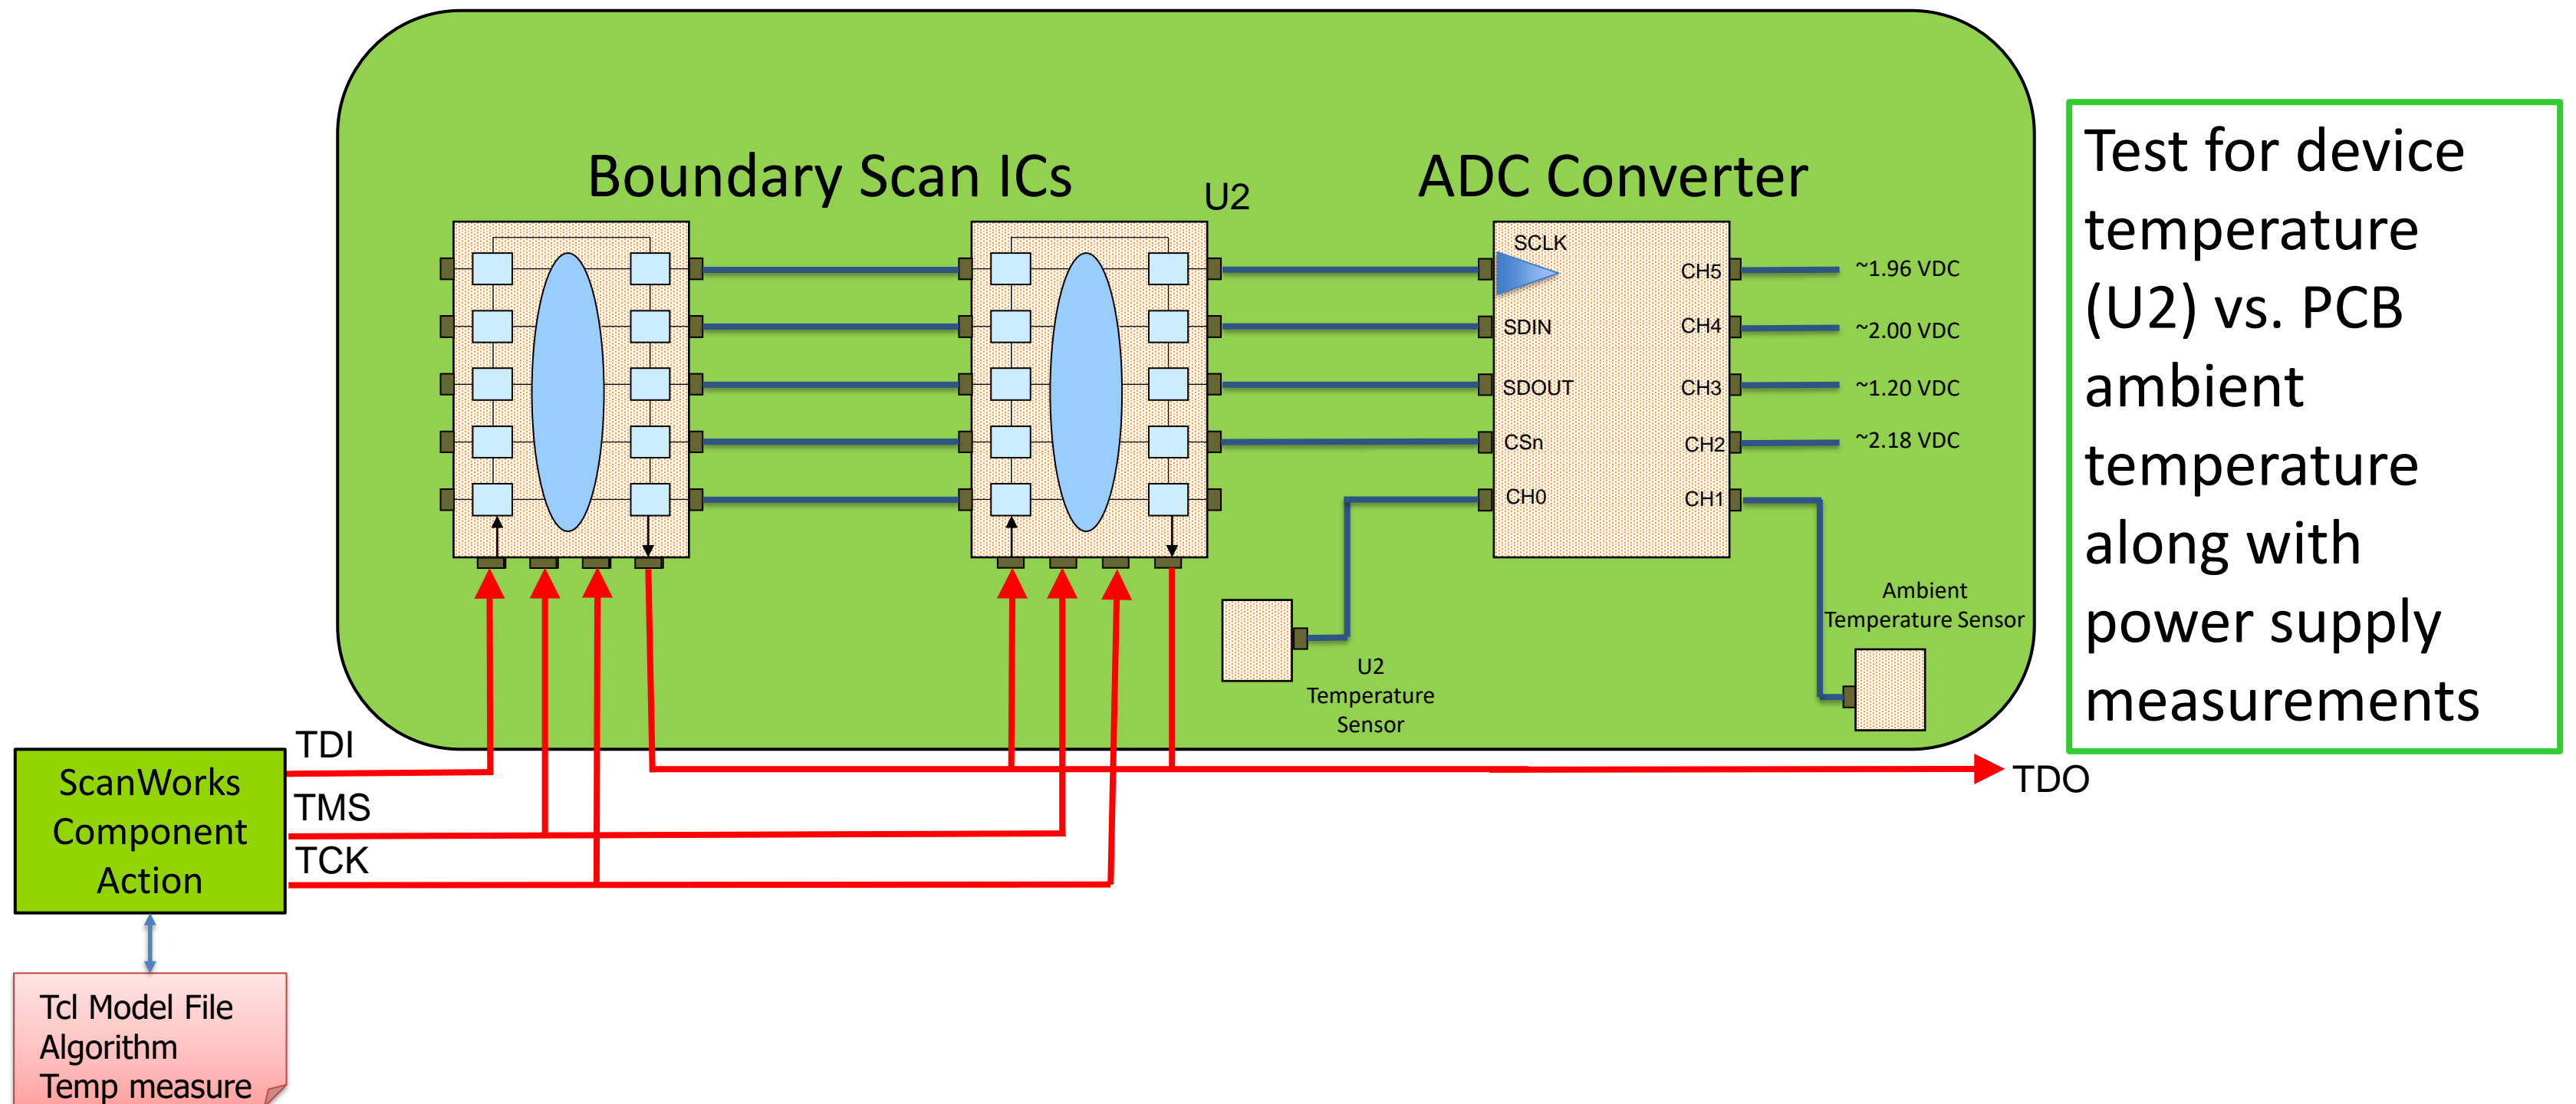 Boundary Scan ICs
U2
ADC Converter
SCLK
SDIN
SDOUT
CSn
CH0
CH5
CH4
CH3
CH2
CH1
~1.96 VDC
~2.00 VDC
~1.20 VDC
~2.18 VDC
U2
Temperature
Sensor
Ambient
Temperature Sensor
Test for device
temperature
(U2) vs. PCB
ambient
temperature
along with
power supply
measurements
TDI
TMS
TCK
TDO
ScanWorks
Component
Action
Tcl Model File
Algorithm
Temp measure